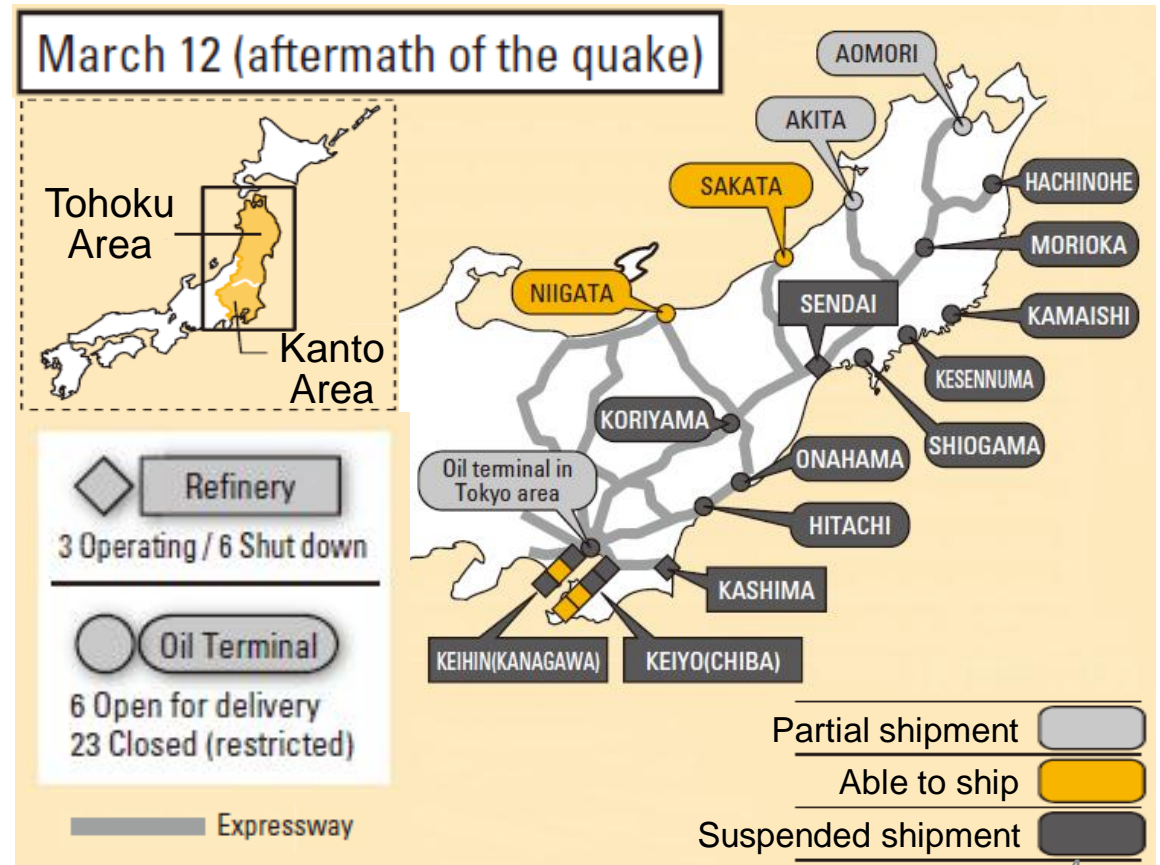 March 12 (aftermath of the quake)
Tohoku
Area
Kanto
Area
AOMORI
AKITA
SAKATA
NIIGATA
HACHINOHE
MORIOKA
SENDAI
KAMAISHI
KESENNUMA
SHIOGAMA
KORIYAMA
ONAHAMA
HITACHI
Oil terminal in
Tokyo area
KASHIMA
KEIHIN(KANAGAWA)
KEIYO(CHIBA)
Refinery
3 Operating / 6 Shut down
Oil Terminal
6 Open for delivery
23 Closed (restricted)
Expressway
Partial shipment
Able to ship
Suspended shipment